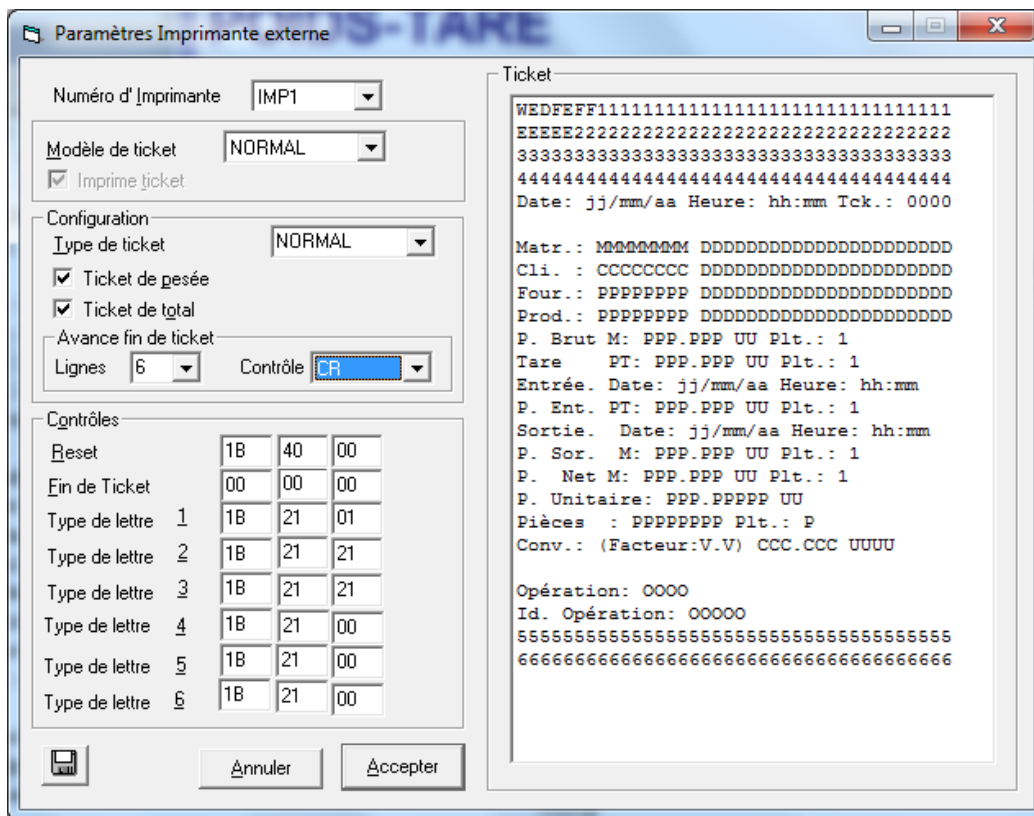 POIDS-TARE
Paramètres Imprimante externe
Numéro d' Imprimante IMP1
Modèle de ticket NORMAL
Imprime ticket
Configuration
Type de ticket NORMAL
Ticket de pesée
Ticket de total
Avance fin de ticket
Lignes 6 Contrôle CR
Contrôles
Reset 1B 40 00
Fin de Ticket 00 00 00
Type de lettre 1 1B 21 01
Type de lettre 2 1B 21 21
Type de lettre 3 1B 21 21
Type de lettre 4 1B 21 00
Type de lettre 5 1B 21 00
Type de lettre 6 1B 21 00
Annuler Accepter
Ticket
WEDFEFF1111111111111111111111111111111
EEEEE222222222222222222222222222222222
33333333333333333333333333333333333333
44444444444444444444444444444444444444
Date: jj/mm/aa Heure: hh:mm Tck.: 0000
Matr.: MMMMMMMM DDDDDDDDDDDDDDDDDDDDDD
Cli. : CCCCCCCC DDDDDDDDDDDDDDDDDDDDDD
Four.: PPPPPPPP DDDDDDDDDDDDDDDDDDDDDD
Prod.: PPPPPPPP DDDDDDDDDDDDDDDDDDDDDD
P. Brut M: PPP.PPP UU Plt.: 1
Tare    PT: PPP.PPP UU Plt.: 1
Entrée. Date: jj/mm/aa Heure: hh:mm
P. Ent. PT: PPP.PPP UU Plt.: 1
Sortie.  Date: jj/mm/aa Heure: hh:mm
P. Sor.  M: PPP.PPP UU Plt.: 1
P.  Net M: PPP.PPP UU Plt.: 1
P. Unitaire: PPP.PPPPP UU
Pièces  : PPPPPPPP Plt.: P
Conv.: (Facteur:V.V) CCC.CCC UUUU
Opération: OOOO
Id. Opération: OOOOO
55555555555555555555555555555555555555
66666666666666666666666666666666666666